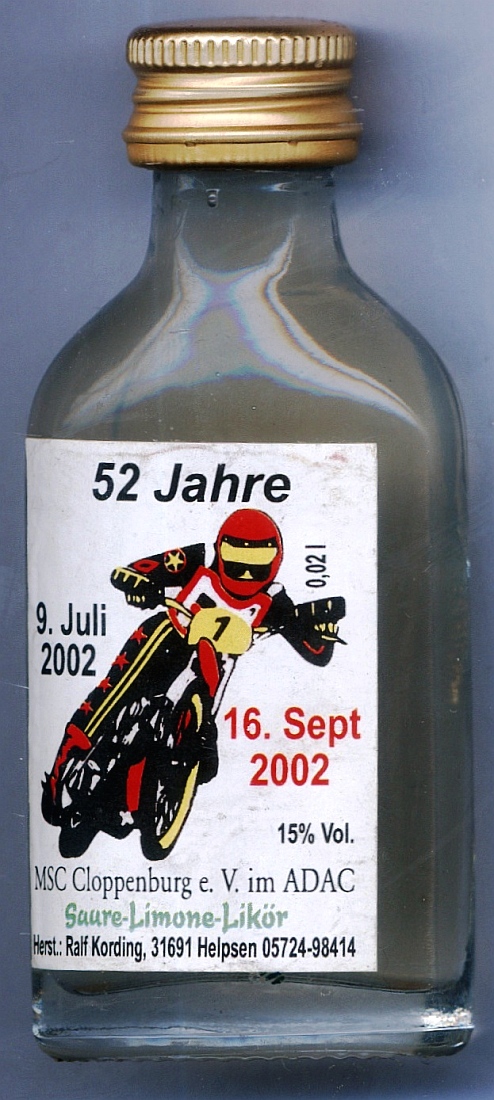 52 Jahre
0,02 l
9. Juli
2002
1
16. Sept
2002
15% Vol.
MSC Cloppenburg e. V. im ADAC
Saure-Limone-Likör
Herst.: Ralf Kording, 31691 Helpsen 05724-98414